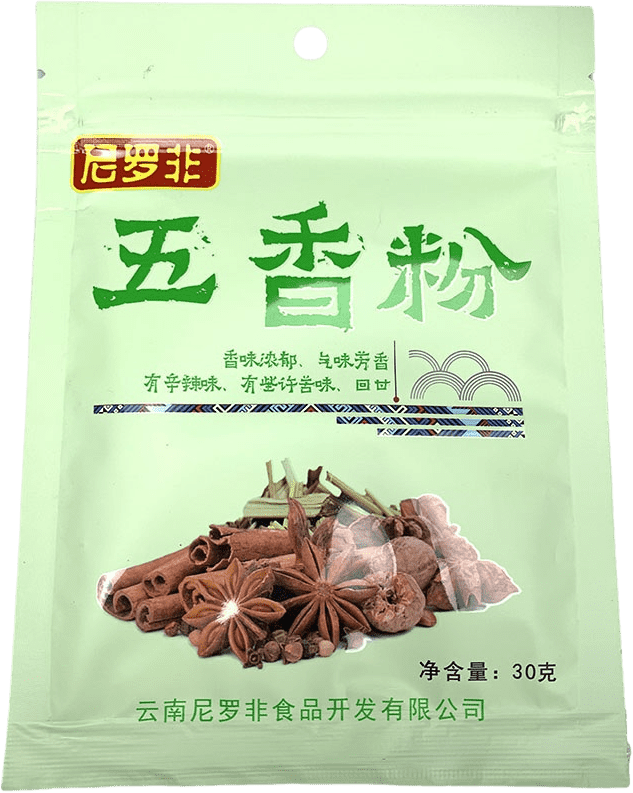 尼罗非®
五香粉
香味浓郁、气味芳香
有辛辣味、有些许苦味、回甘
净含量：30克
云南尼罗非食品开发有限公司